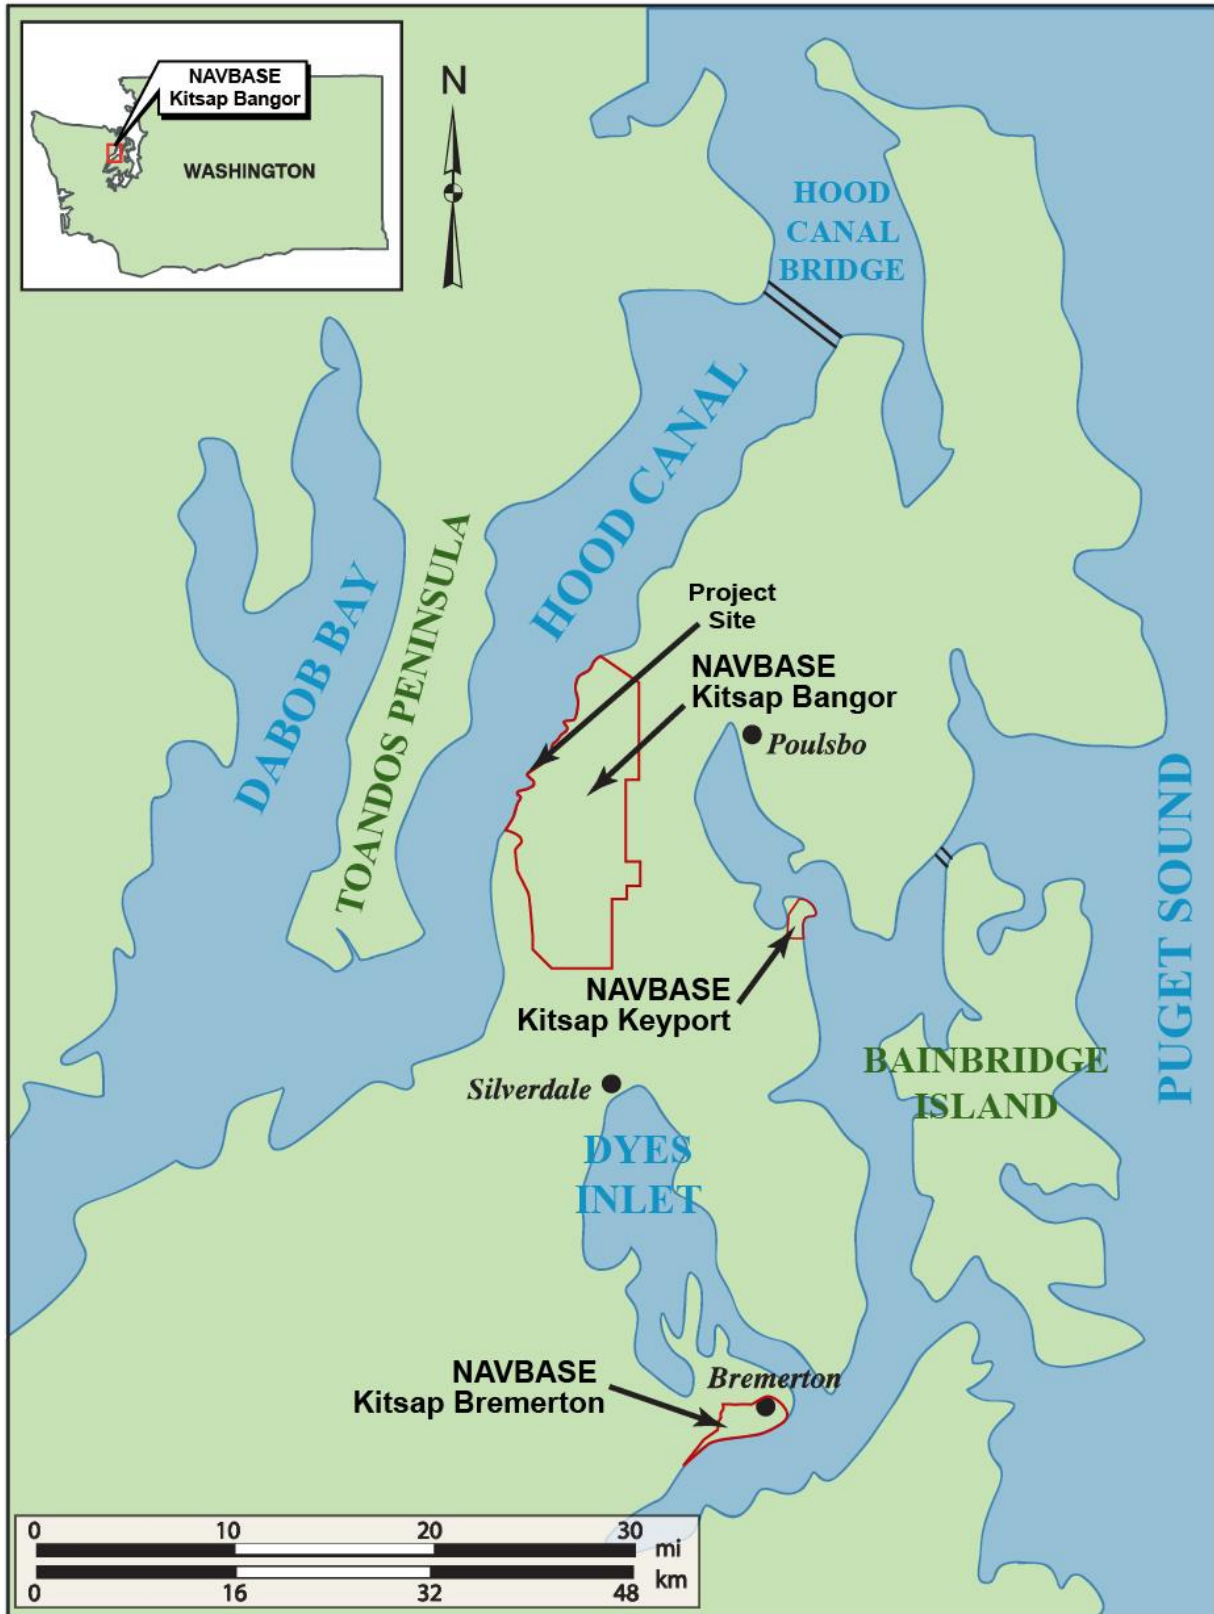 NAVBASE
Kitsap Bangor
WASHINGTON
N
HOOD
CANAL
BRIDGE
HOOD CANAL
DABOB BAY
TOANDOS PENINSULA
Project
Site
NAVBASE
Kitsap Bangor
Poulsbo
PUGET SOUND
NAVBASE
Kitsap Keyport
BAINBRIDGE
ISLAND
Silverdale
DYES
INLET
NAVBASE
Kitsap Bremerton
Bremerton
0 10 20 30 mi
0 16 32 48 km